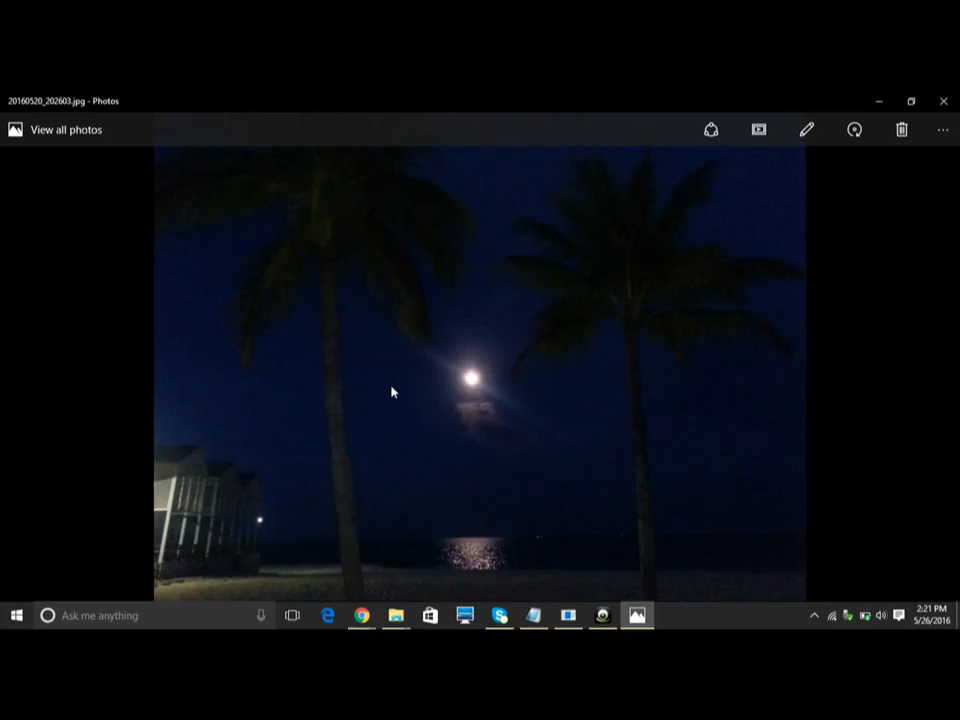 20160520_202603.jpg - Photos
View all photos
Ask me anything
2:21 PM
5/26/2016